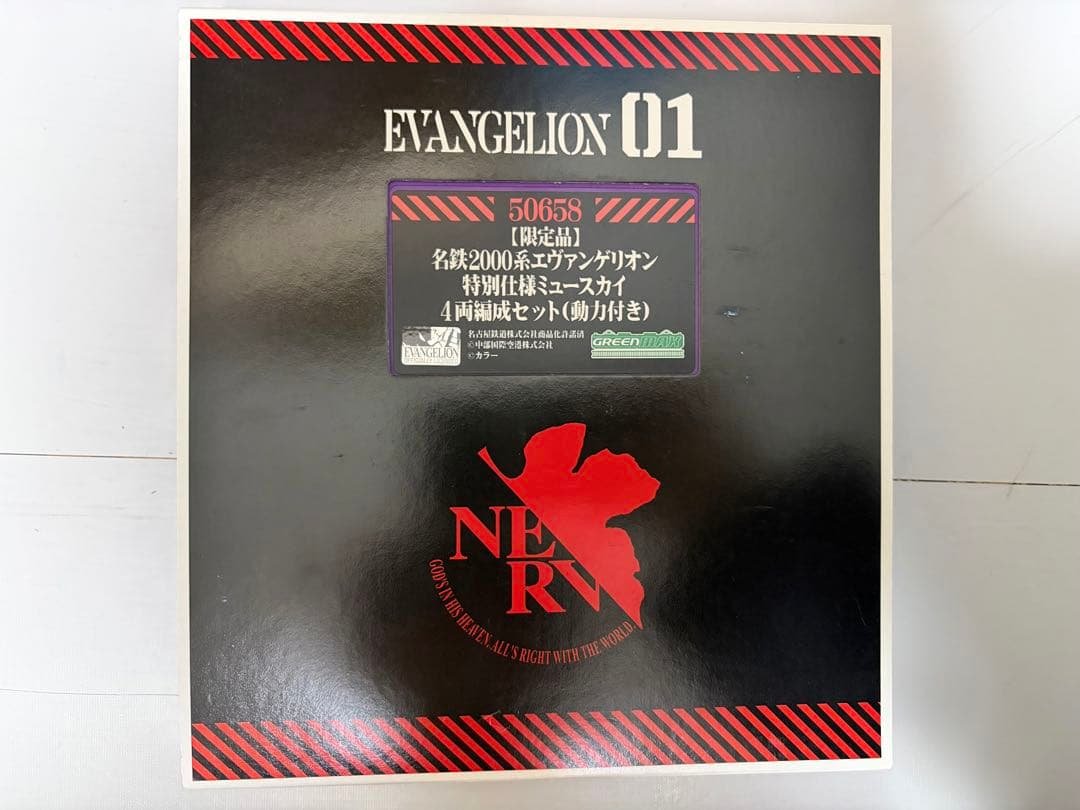 EVANGELION 01
50658
【限定品】
名鉄2000系エヴァンゲリオン
特別仕様ミュースカイ
4両編成セット(動力付き)
名古屋鉄道株式会社商品化許諾済
©中部国際空港株式会社
©カラー
EVANGELION
GREENMAX
NERV
GOD'S IN HIS HEAVEN, ALL'S RIGHT WITH THE WORLD.